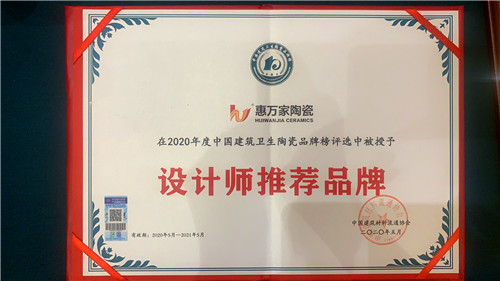 惠万家陶瓷
HUIWANJIA CERAMICS
在2020年度中国建筑卫生陶瓷品牌榜评选中被授予
设计师推荐品牌
中国建筑材料流通协会
二〇二〇年五月
有效期：2020年5月—2021年5月